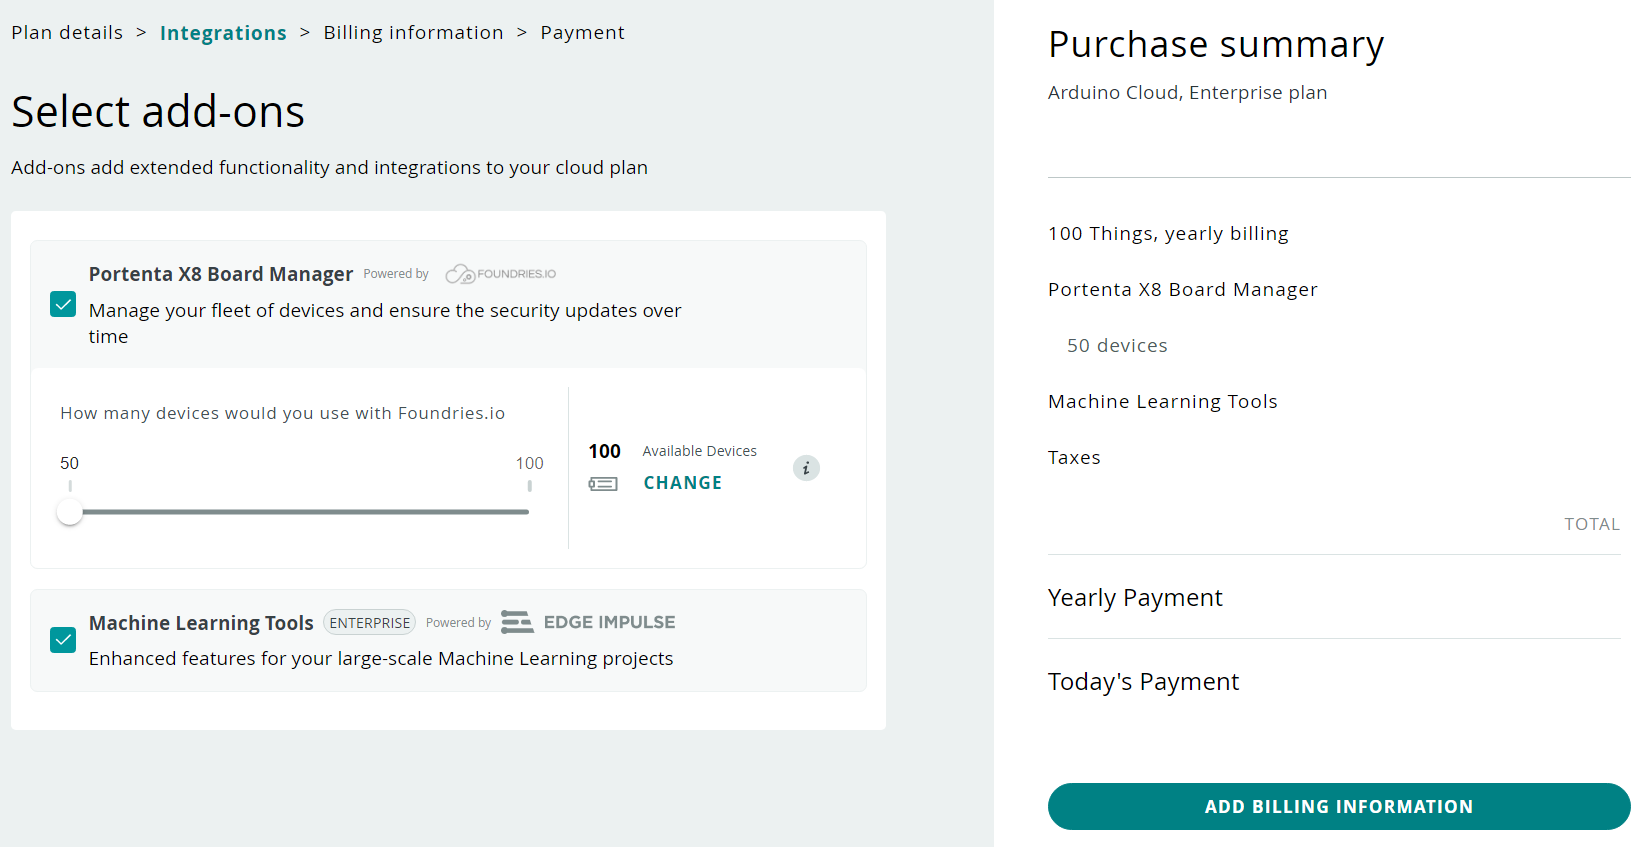 Plan details > Integrations > Billing information > Payment
Select add-ons
Add-ons add extended functionality and integrations to your cloud plan
Portenta X8 Board Manager Powered by FOUNDRIES.IO
Manage your fleet of devices and ensure the security updates over
time
How many devices would you use with Foundries.io
50 100
100 Available Devices
CHANGE
i
Machine Learning Tools ENTERPRISE Powered by EDGE IMPULSE
Enhanced features for your large-scale Machine Learning projects
Purchase summary
Arduino Cloud, Enterprise plan
100 Things, yearly billing
Portenta X8 Board Manager
50 devices
Machine Learning Tools
Taxes
TOTAL
Yearly Payment
Today's Payment
ADD BILLING INFORMATION